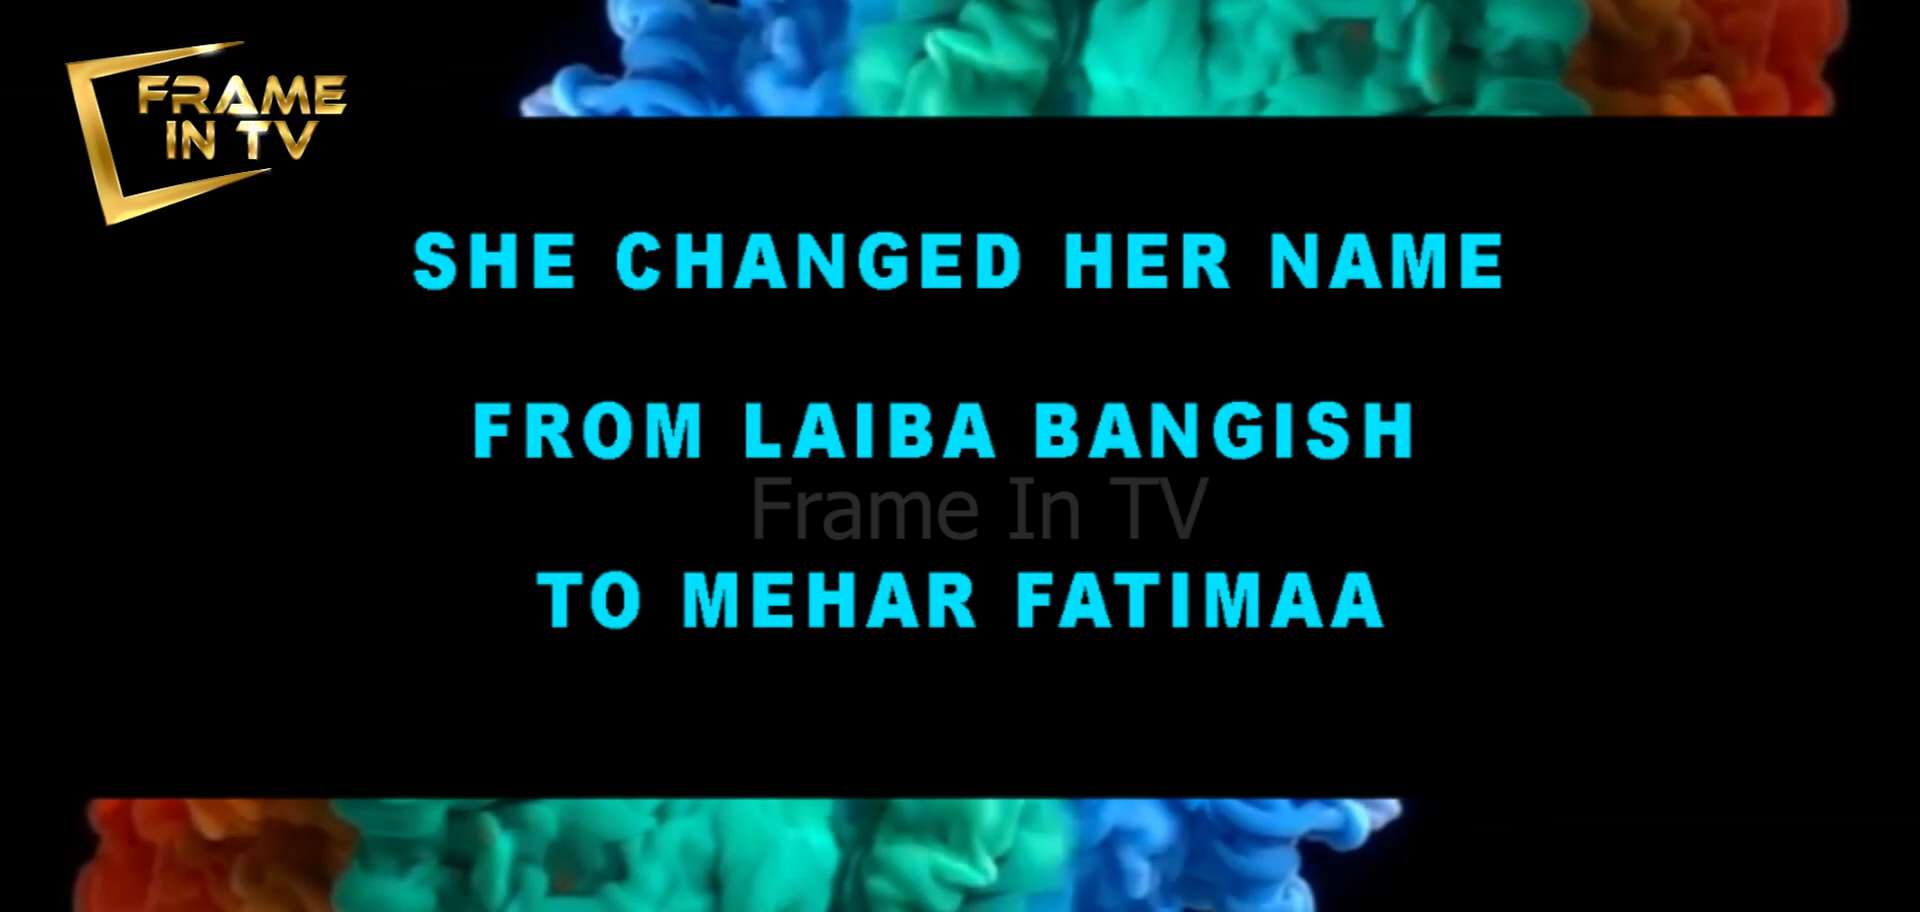 FRAME
IN TV
SHE CHANGED HER NAME
FROM LAIBA BANGISH
Frame In TV
TO MEHAR FATIMAA